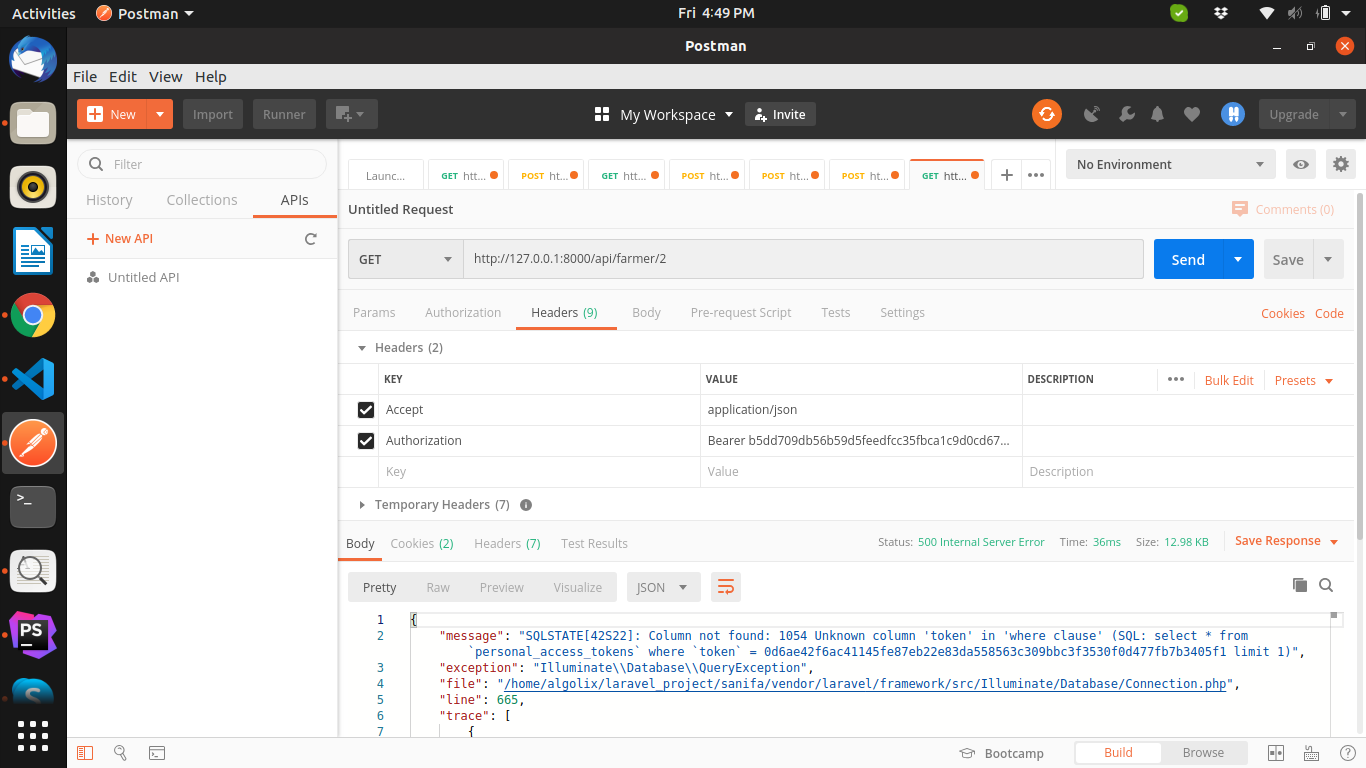 Activities Postman Fri 4:49 PM
Postman
File Edit View Help
New Import Runner My Workspace Invite Upgrade
Filter
History Collections APIs
New API
Untitled API
Launc... GET htt... POST ht... GET htt... POST ht... POST ht... POST ht... GET htt... No Environment
Untitled Request Comments (0)
GET http://127.0.0.1:8000/api/farmer/2 Send Save
Params Authorization Headers (9) Body Pre-request Script Tests Settings Cookies Code
Headers (2)
KEY VALUE DESCRIPTION Bulk Edit Presets
Accept application/json
Authorization Bearer b5dd709db56b59d5feedfcc35fbca1c9d0cd67...
Key Value Description
Temporary Headers (7)
Body Cookies (2) Headers (7) Test Results Status: 500 Internal Server Error Time: 36ms Size: 12.98 KB Save Response
Pretty Raw Preview Visualize JSON
1 {
2 "message": "SQLSTATE[42S22]: Column not found: 1054 Unknown column 'token' in 'where clause' (SQL: select * from
`personal_access_tokens` where `token` = 0d6ae42f6ac41145fe87eb22e83da558563c309bbc3f3530f0d477fb7b3405f1 limit 1)",
3 "exception": "Illuminate\\Database\\QueryException",
4 "file": "/home/algolix/laravel_project/sanifa/vendor/laravel/framework/src/Illuminate/Database/Connection.php",
5 "line": 665,
6 "trace": [
7 {
Bootcamp Build Browse
>_
PS